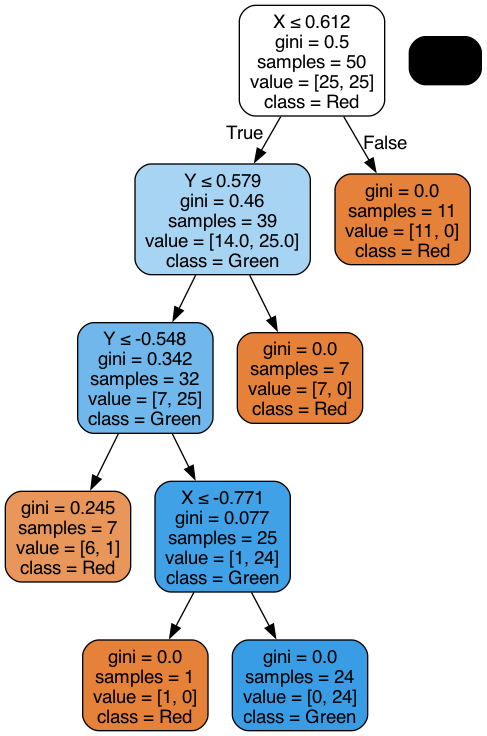 X ≤ 0.612
gini = 0.5
samples = 50
value = [25, 25]
class = Red
True
False
Y ≤ 0.579
gini = 0.46
samples = 39
value = [14.0, 25.0]
class = Green
gini = 0.0
samples = 11
value = [11, 0]
class = Red
Y ≤ -0.548
gini = 0.342
samples = 32
value = [7, 25]
class = Green
gini = 0.0
samples = 7
value = [7, 0]
class = Red
gini = 0.245
samples = 7
value = [6, 1]
class = Red
X ≤ -0.771
gini = 0.077
samples = 25
value = [1, 24]
class = Green
gini = 0.0
samples = 1
value = [1, 0]
class = Red
gini = 0.0
samples = 24
value = [0, 24]
class = Green